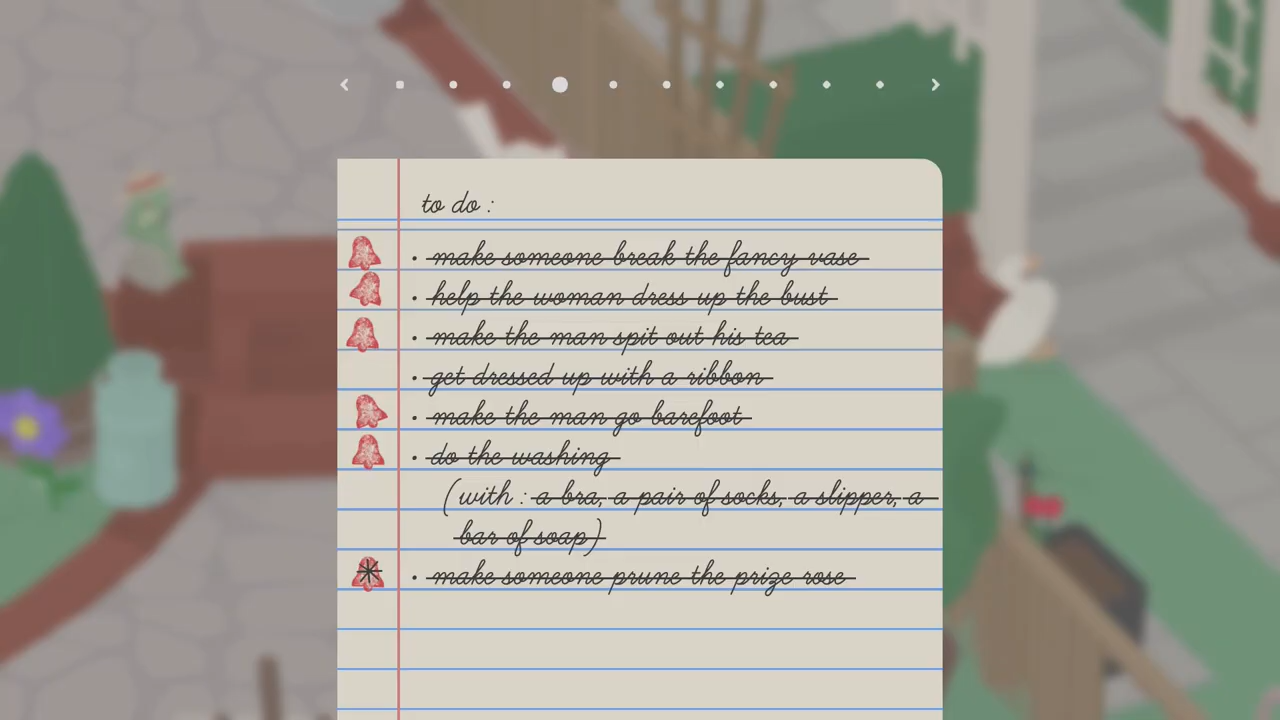 to do :
• make someone break the fancy vase
• help the woman dress up the bust
• make the man spit out his tea
• get dressed up with a ribbon
• make the man go barefoot
• do the washing
(with : a bra, a pair of socks, a slipper, a
bar of soap)
• make someone prune the prize rose